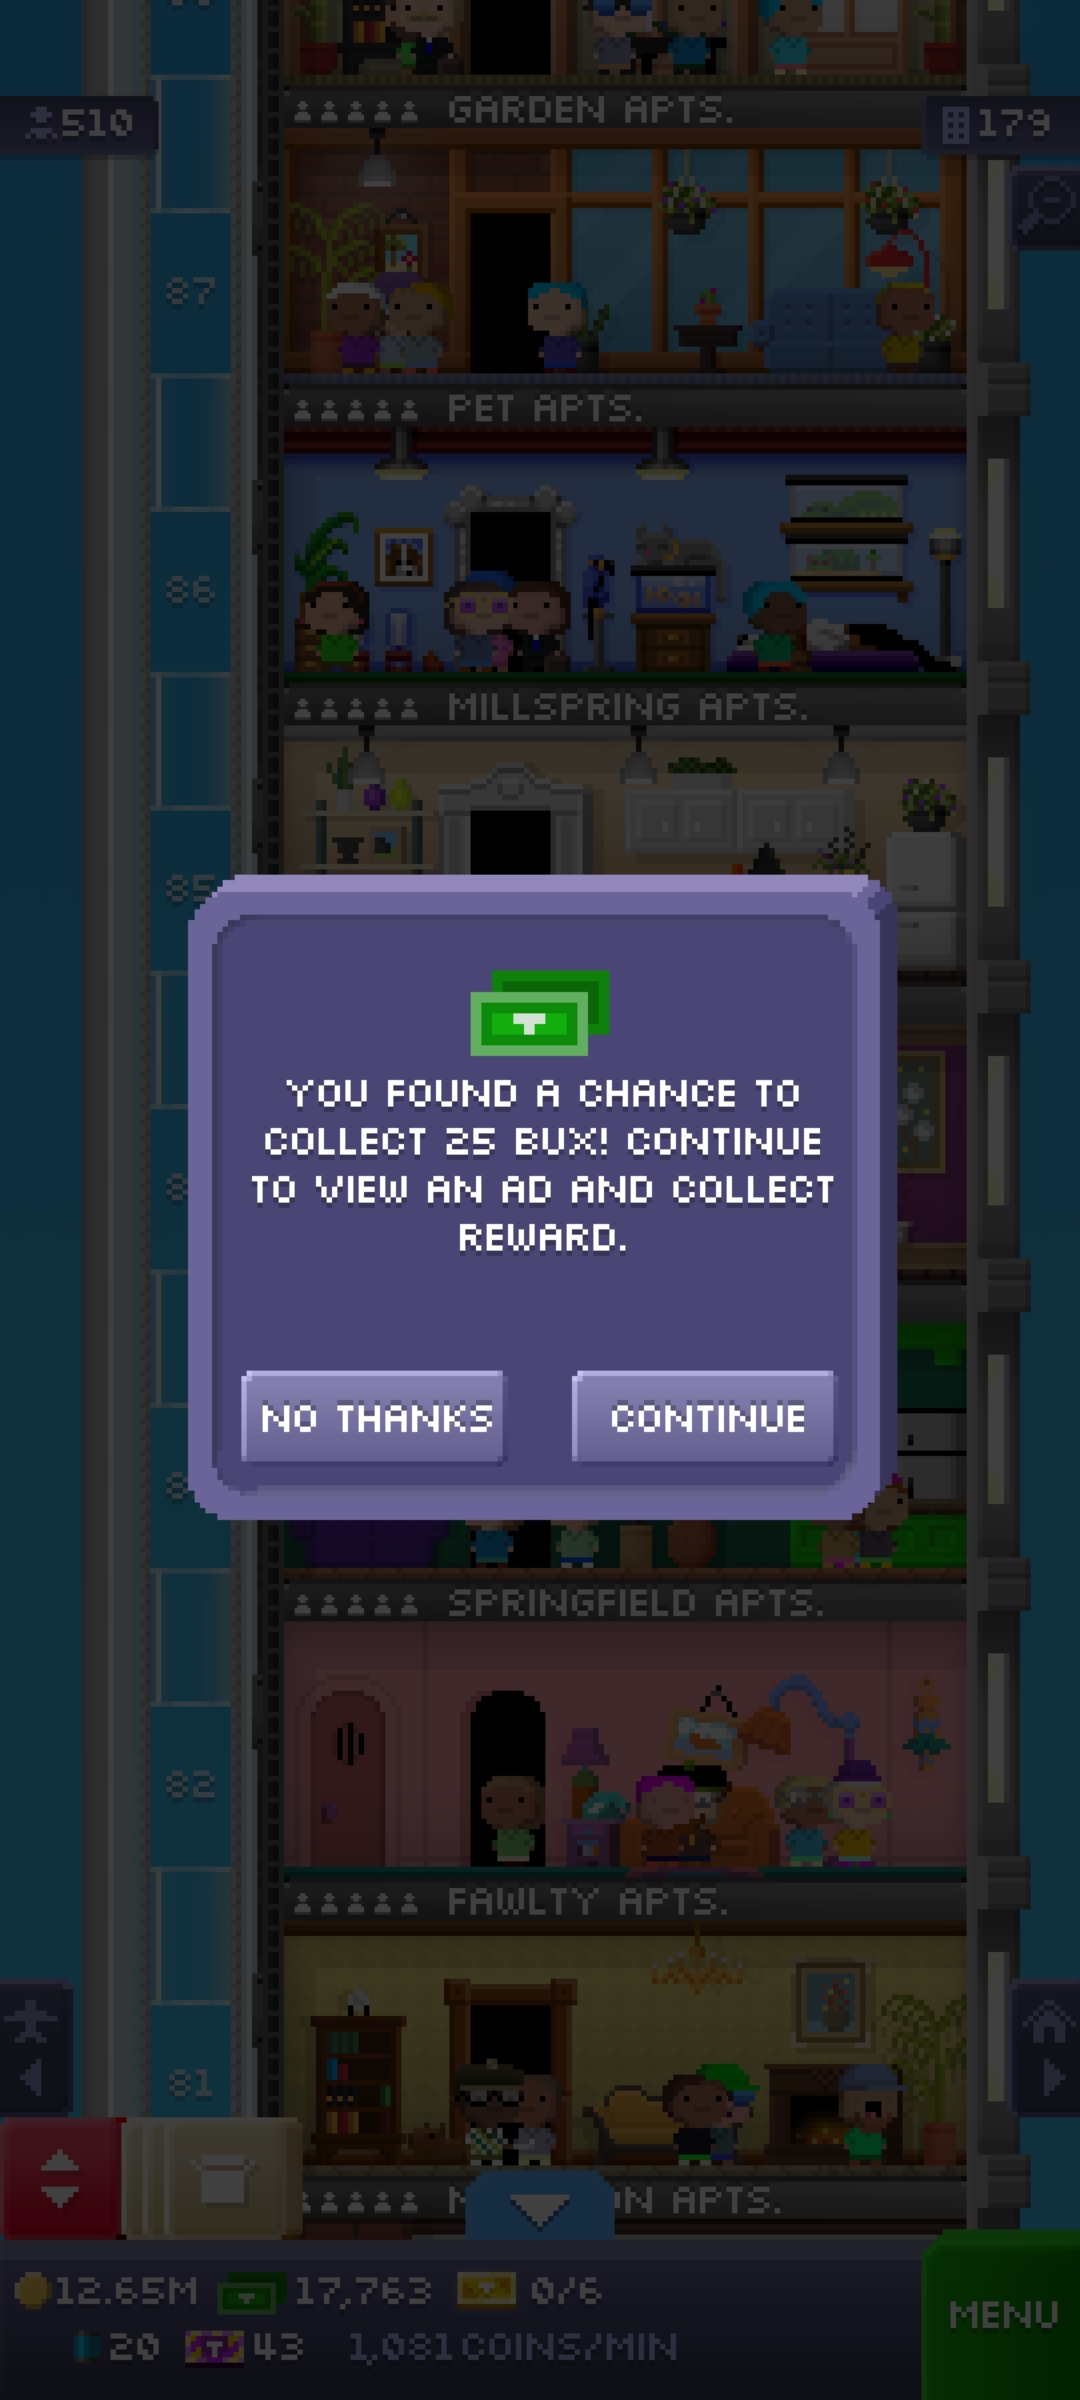 GARDEN APTS.
510
179
87
PET APTS.
86
MILLSPRING APTS.
85
YOU FOUND A CHANCE TO
COLLECT 25 BUX! CONTINUE
TO VIEW AN AD AND COLLECT
REWARD.
NO THANKS
CONTINUE
SPRINGFIELD APTS.
82
FAWLTY APTS.
81
APTS.
12.65M
17,763
0/6
MENU
20
43
1,081 COINS/MIN